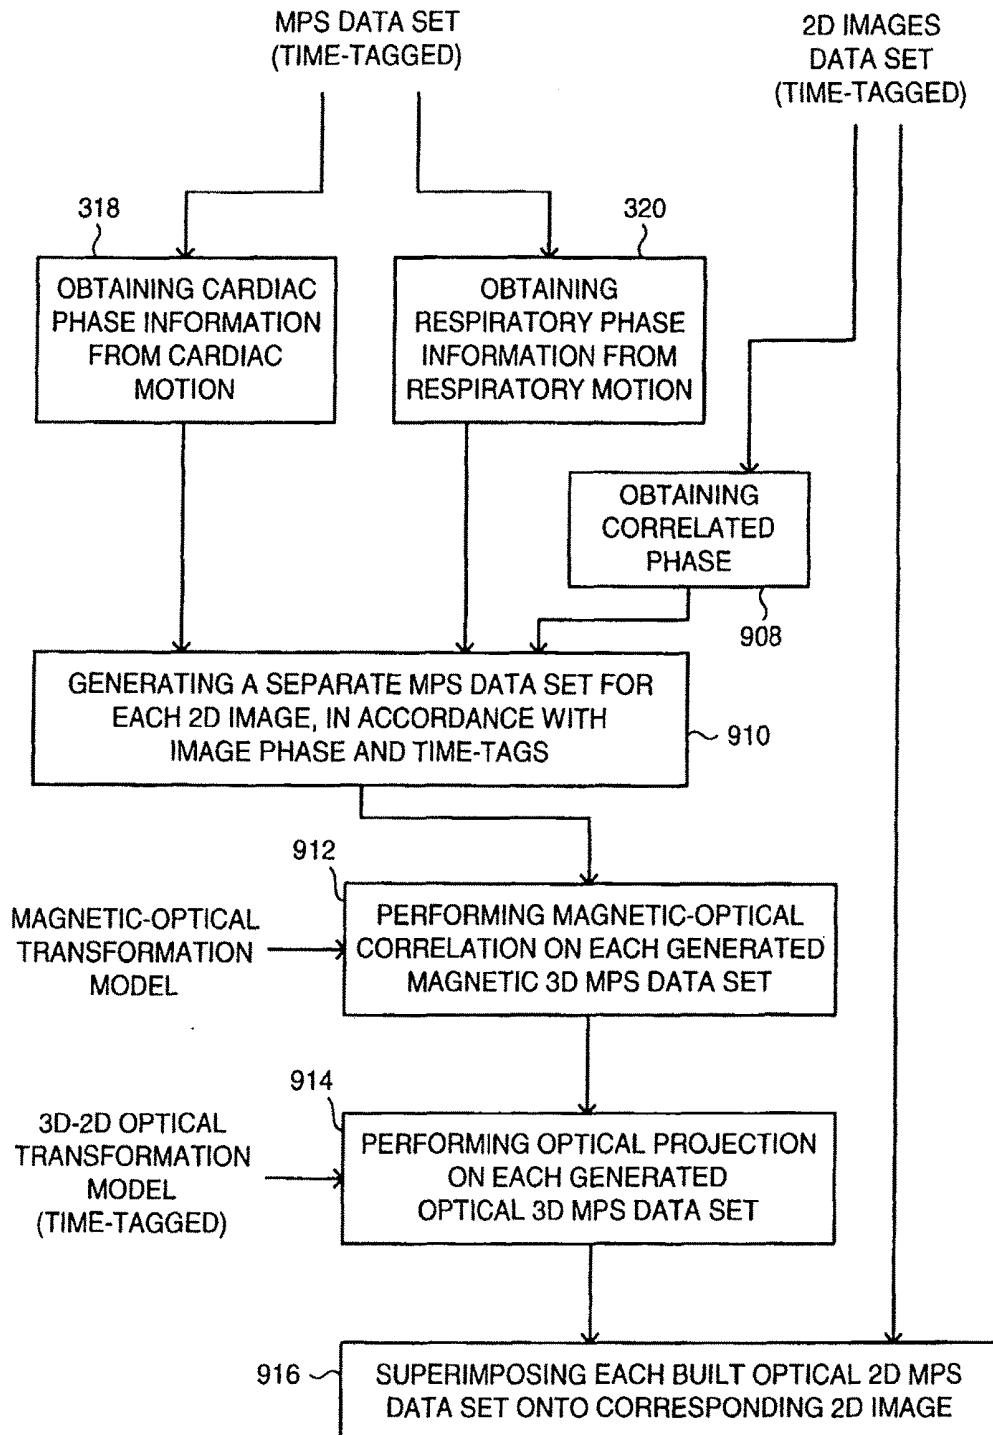 MPS DATA SET
(TIME-TAGGED)
2D IMAGES
DATA SET
(TIME-TAGGED)
318
OBTAINING CARDIAC
PHASE INFORMATION
FROM CARDIAC
MOTION
320
OBTAINING
RESPIRATORY PHASE
INFORMATION FROM
RESPIRATORY MOTION
OBTAINING
CORRELATED
PHASE
908
GENERATING A SEPARATE MPS DATA SET FOR
EACH 2D IMAGE, IN ACCORDANCE WITH
IMAGE PHASE AND TIME-TAGS
910
912
MAGNETIC-OPTICAL
TRANSFORMATION
MODEL
PERFORMING MAGNETIC-OPTICAL
CORRELATION ON EACH GENERATED
MAGNETIC 3D MPS DATA SET
914
3D-2D OPTICAL
TRANSFORMATION
MODEL
(TIME-TAGGED)
PERFORMING OPTICAL PROJECTION
ON EACH GENERATED
OPTICAL 3D MPS DATA SET
916
SUPERIMPOSING EACH BUILT OPTICAL 2D MPS
DATA SET ONTO CORRESPONDING 2D IMAGE